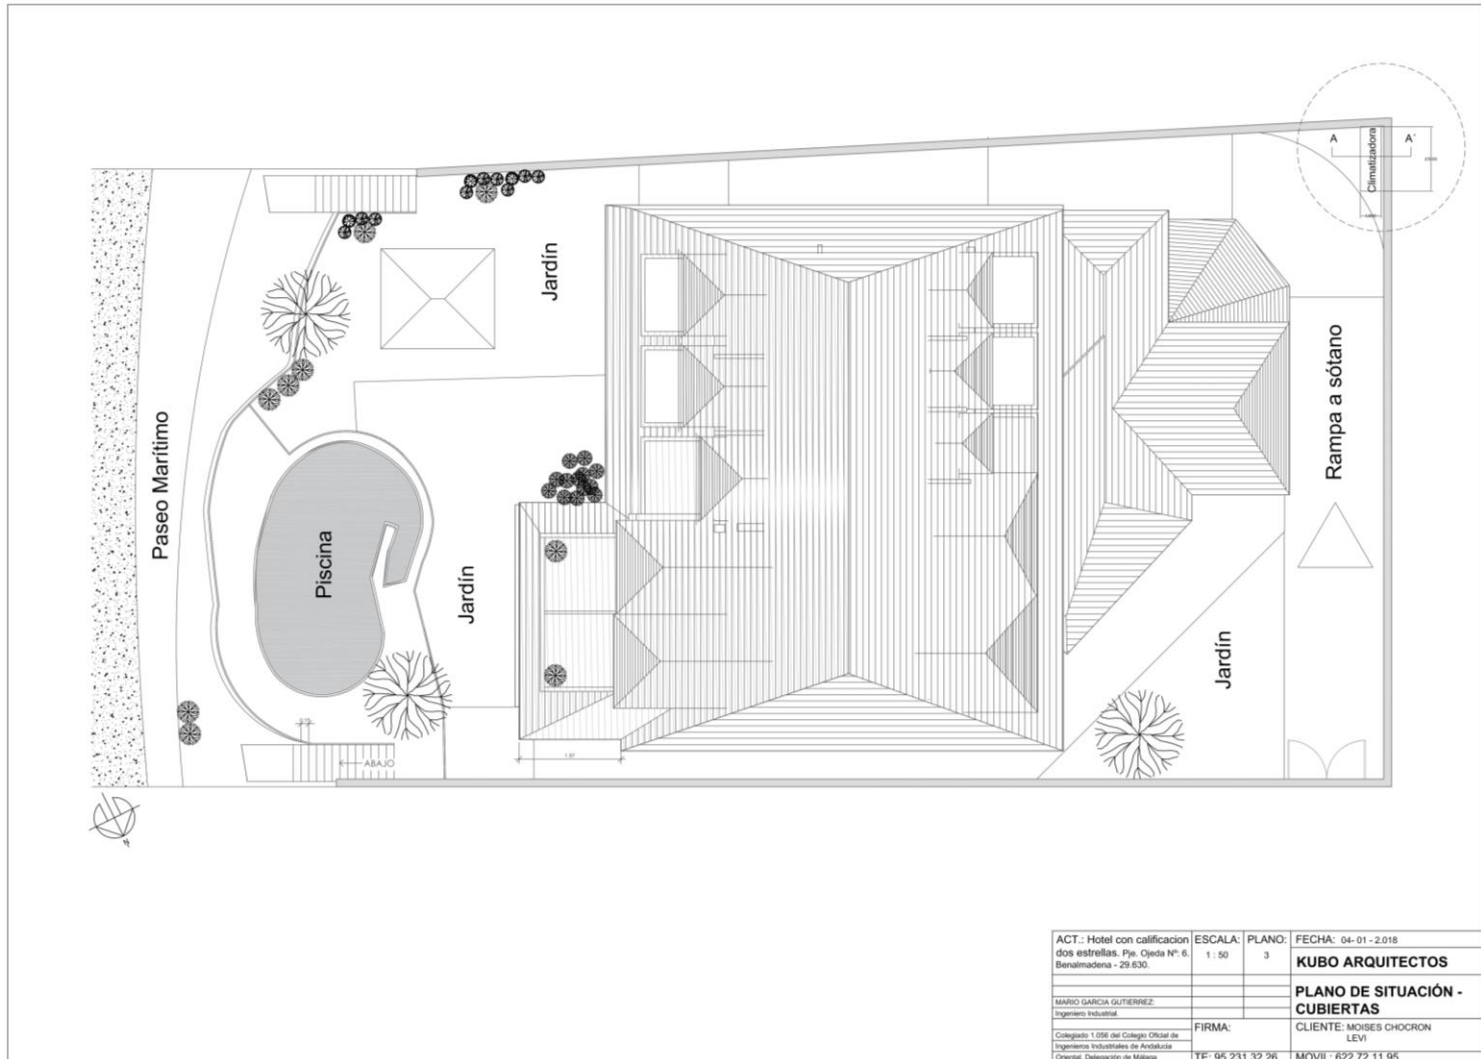 A
A'
Climatizadora
Jardín
Paseo Marítimo
Rampa a sótano
Piscina
Jardín
Jardín
ABAJO
1.97
ACT.: Hotel con calificacion
dos estrellas. Pje. Ojeda Nº: 6.
Benalmadena - 29.630.
ESCALA:
1 : 50
PLANO:
3
FECHA: 04- 01 - 2.018
KUBO ARQUITECTOS
PLANO DE SITUACIÓN -
CUBIERTAS
MARIO GARCIA GUTIERREZ:
Ingeniero Industrial.
Colegiado 1.056 del Colegio Oficial de
Ingenieros Industriales de Andalucia
Oriental. Delegación de Málaga
FIRMA:
TF: 95 231 32 26
CLIENTE: MOISES CHOCRON
LEVI
MOVIL: 622 72 11 95